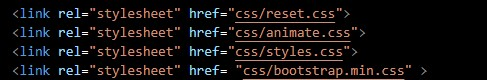 <link rel="stylesheet" href="css/reset.css">
<link rel="stylesheet" href="css/animate.css">
<link rel="stylesheet" href="css/styles.css">
<link rel="stylesheet" href= "css/bootstrap.min.css" >